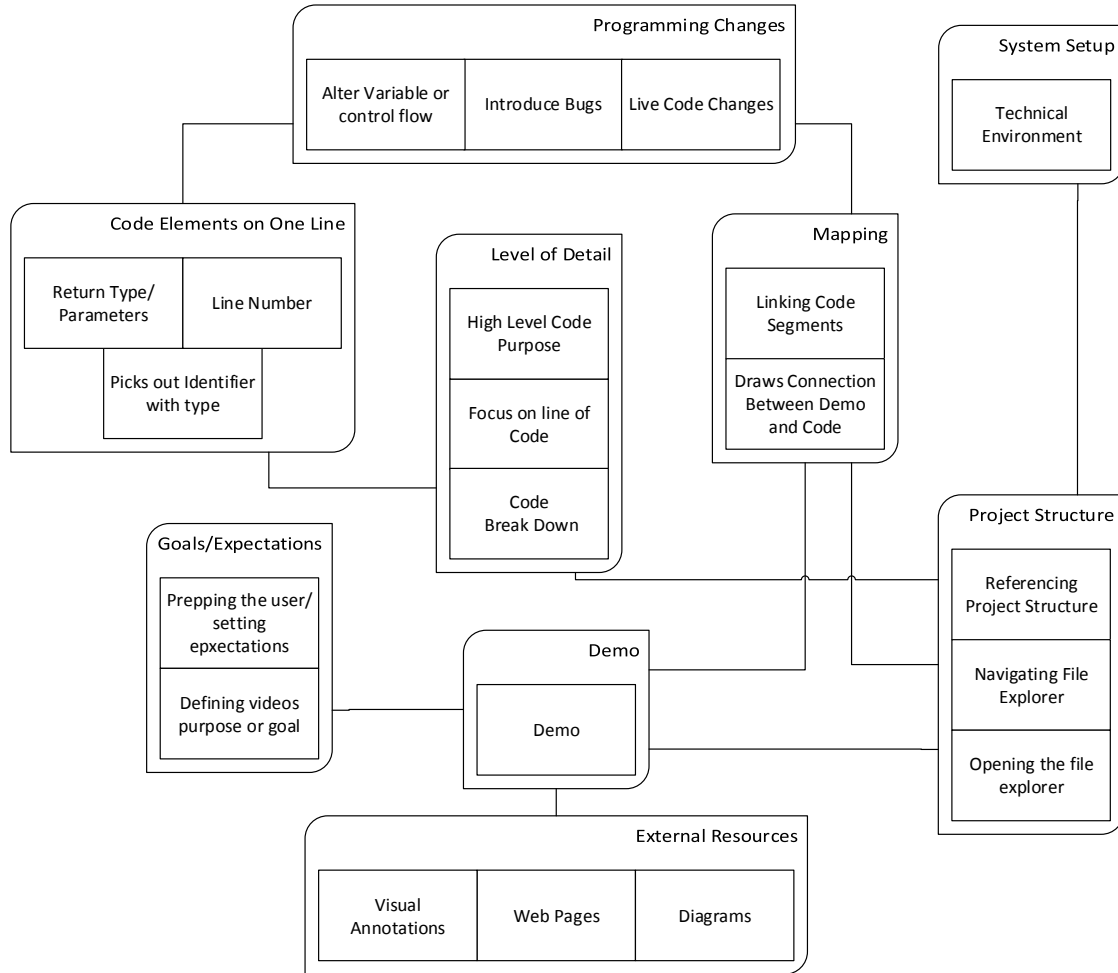 Programming Changes
Alter Variable or
control flow
Introduce Bugs
Live Code Changes
System Setup
Technical
Environment
Code Elements on One Line
Return Type/
Parameters
Line Number
Picks out Identifier
with type
Level of Detail
High Level Code
Purpose
Focus on line of
Code
Code
Break Down
Mapping
Linking Code
Segments
Draws Connection
Between Demo
and Code
Goals/Expectations
Prepping the user/
setting
epxectations
Defining videos
purpose or goal
Demo
Demo
Project Structure
Referencing
Project Structure
Navigating File
Explorer
Opening the file
explorer
External Resources
Visual
Annotations
Web Pages
Diagrams